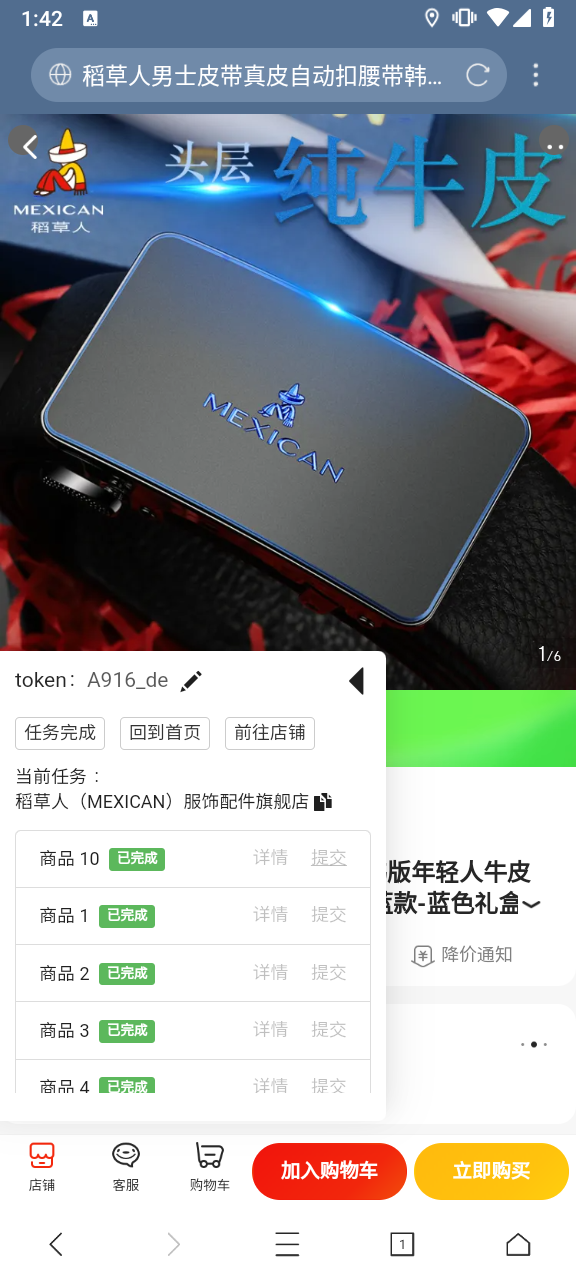 1:42
A
稻草人男士皮带真皮自动扣腰带韩...
MEXICAN
稻草人
头层 纯牛皮
MEXICAN
1/6
token: A916_de
任务完成 回到首页 前往店铺
当前任务：
稻草人（MEXICAN）服饰配件旗舰店
商品 10 已完成 详情 提交
商品 1 已完成 详情 提交
商品 2 已完成 详情 提交
商品 3 已完成 详情 提交
商品 4 已完成 详情 提交
版年轻人牛皮
款-蓝色礼盒
降价通知
店铺 客服 购物车 加入购物车 立即购买
1